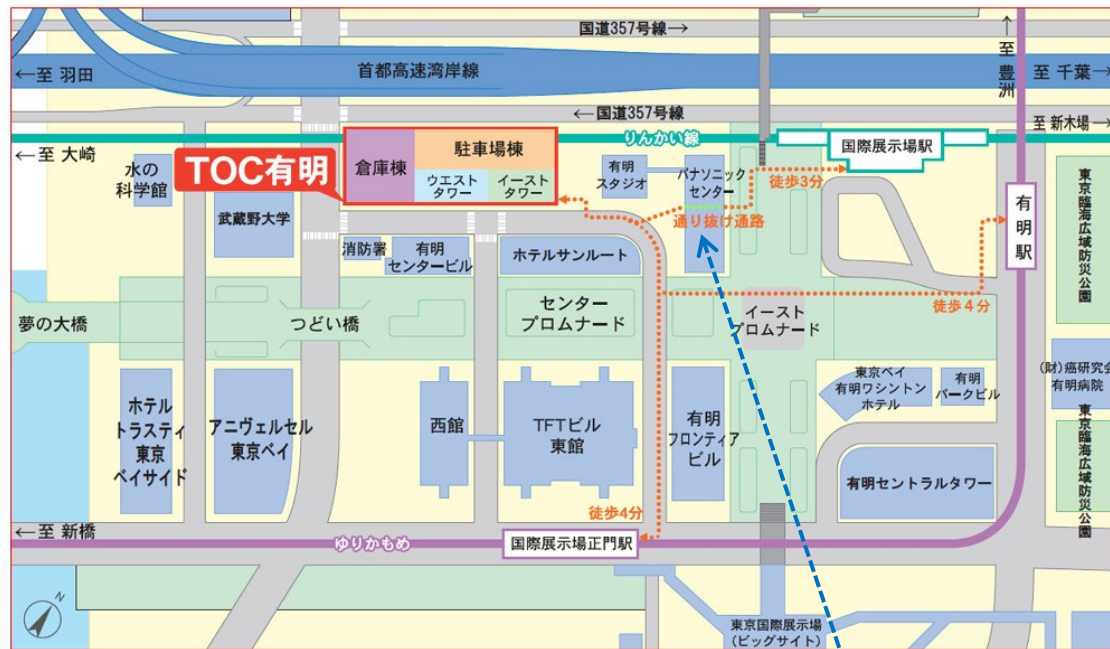 国道357号線→
←至 羽田
首都高速湾岸線
→至 豊洲
至 千葉→
←国道357号線
至 新木場→
りんかい線
←至 大崎
水の
科学館
TOC有明
倉庫棟
駐車場棟
ウエスト
タワー
イースト
タワー
有明
スタジオ
パナソニック
センター
国際展示場駅
徒歩3分
武蔵野大学
通り抜け通路
有明駅
東京臨海広域防災公園
消防署
有明
センタービル
ホテルサンルート
夢の大橋
つどい橋
センター
プロムナード
イースト
プロムナード
徒歩4分
ホテル
トラスティ
東京
ベイサイド
アニヴェルセル
東京ベイ
西館
TFTビル
東館
有明
フロンティア
ビル
東京ベイ
有明ワシントン
ホテル
有明
パークビル
(財)癌研究会
有明病院
有明セントラルタワー
東京臨海広域防災公園
徒歩4分
←至 新橋
ゆりかもめ
国際展示場正門駅
N
東京国際展示場
(ビッグサイト)